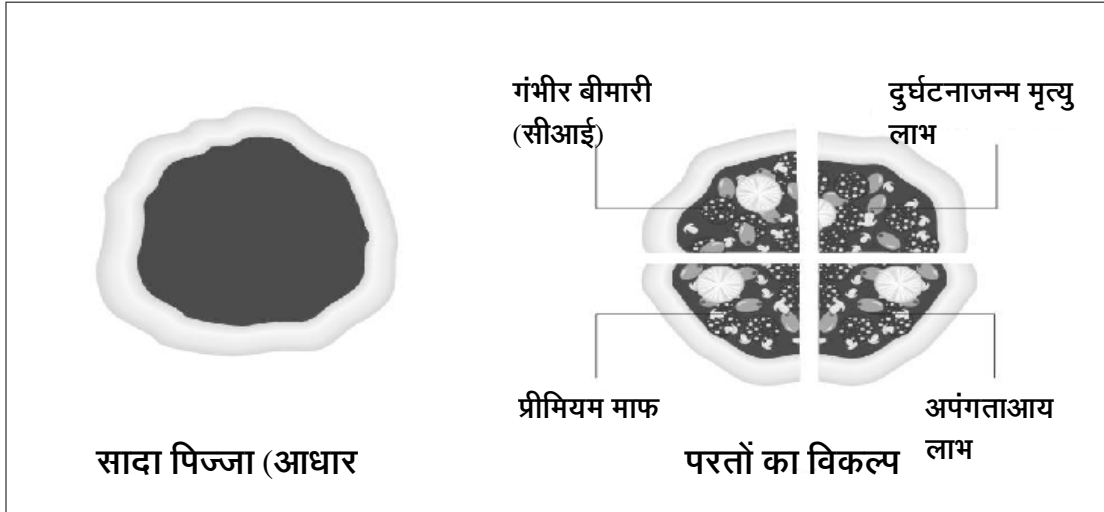 गंभीर बीमारी
(सीआई)
दुर्घटनाजन्म मृत्यु
लाभ
प्रीमियम माफ
अपंगताआय
लाभ
सादा पिज्जा (आधार
परतों का विकल्प